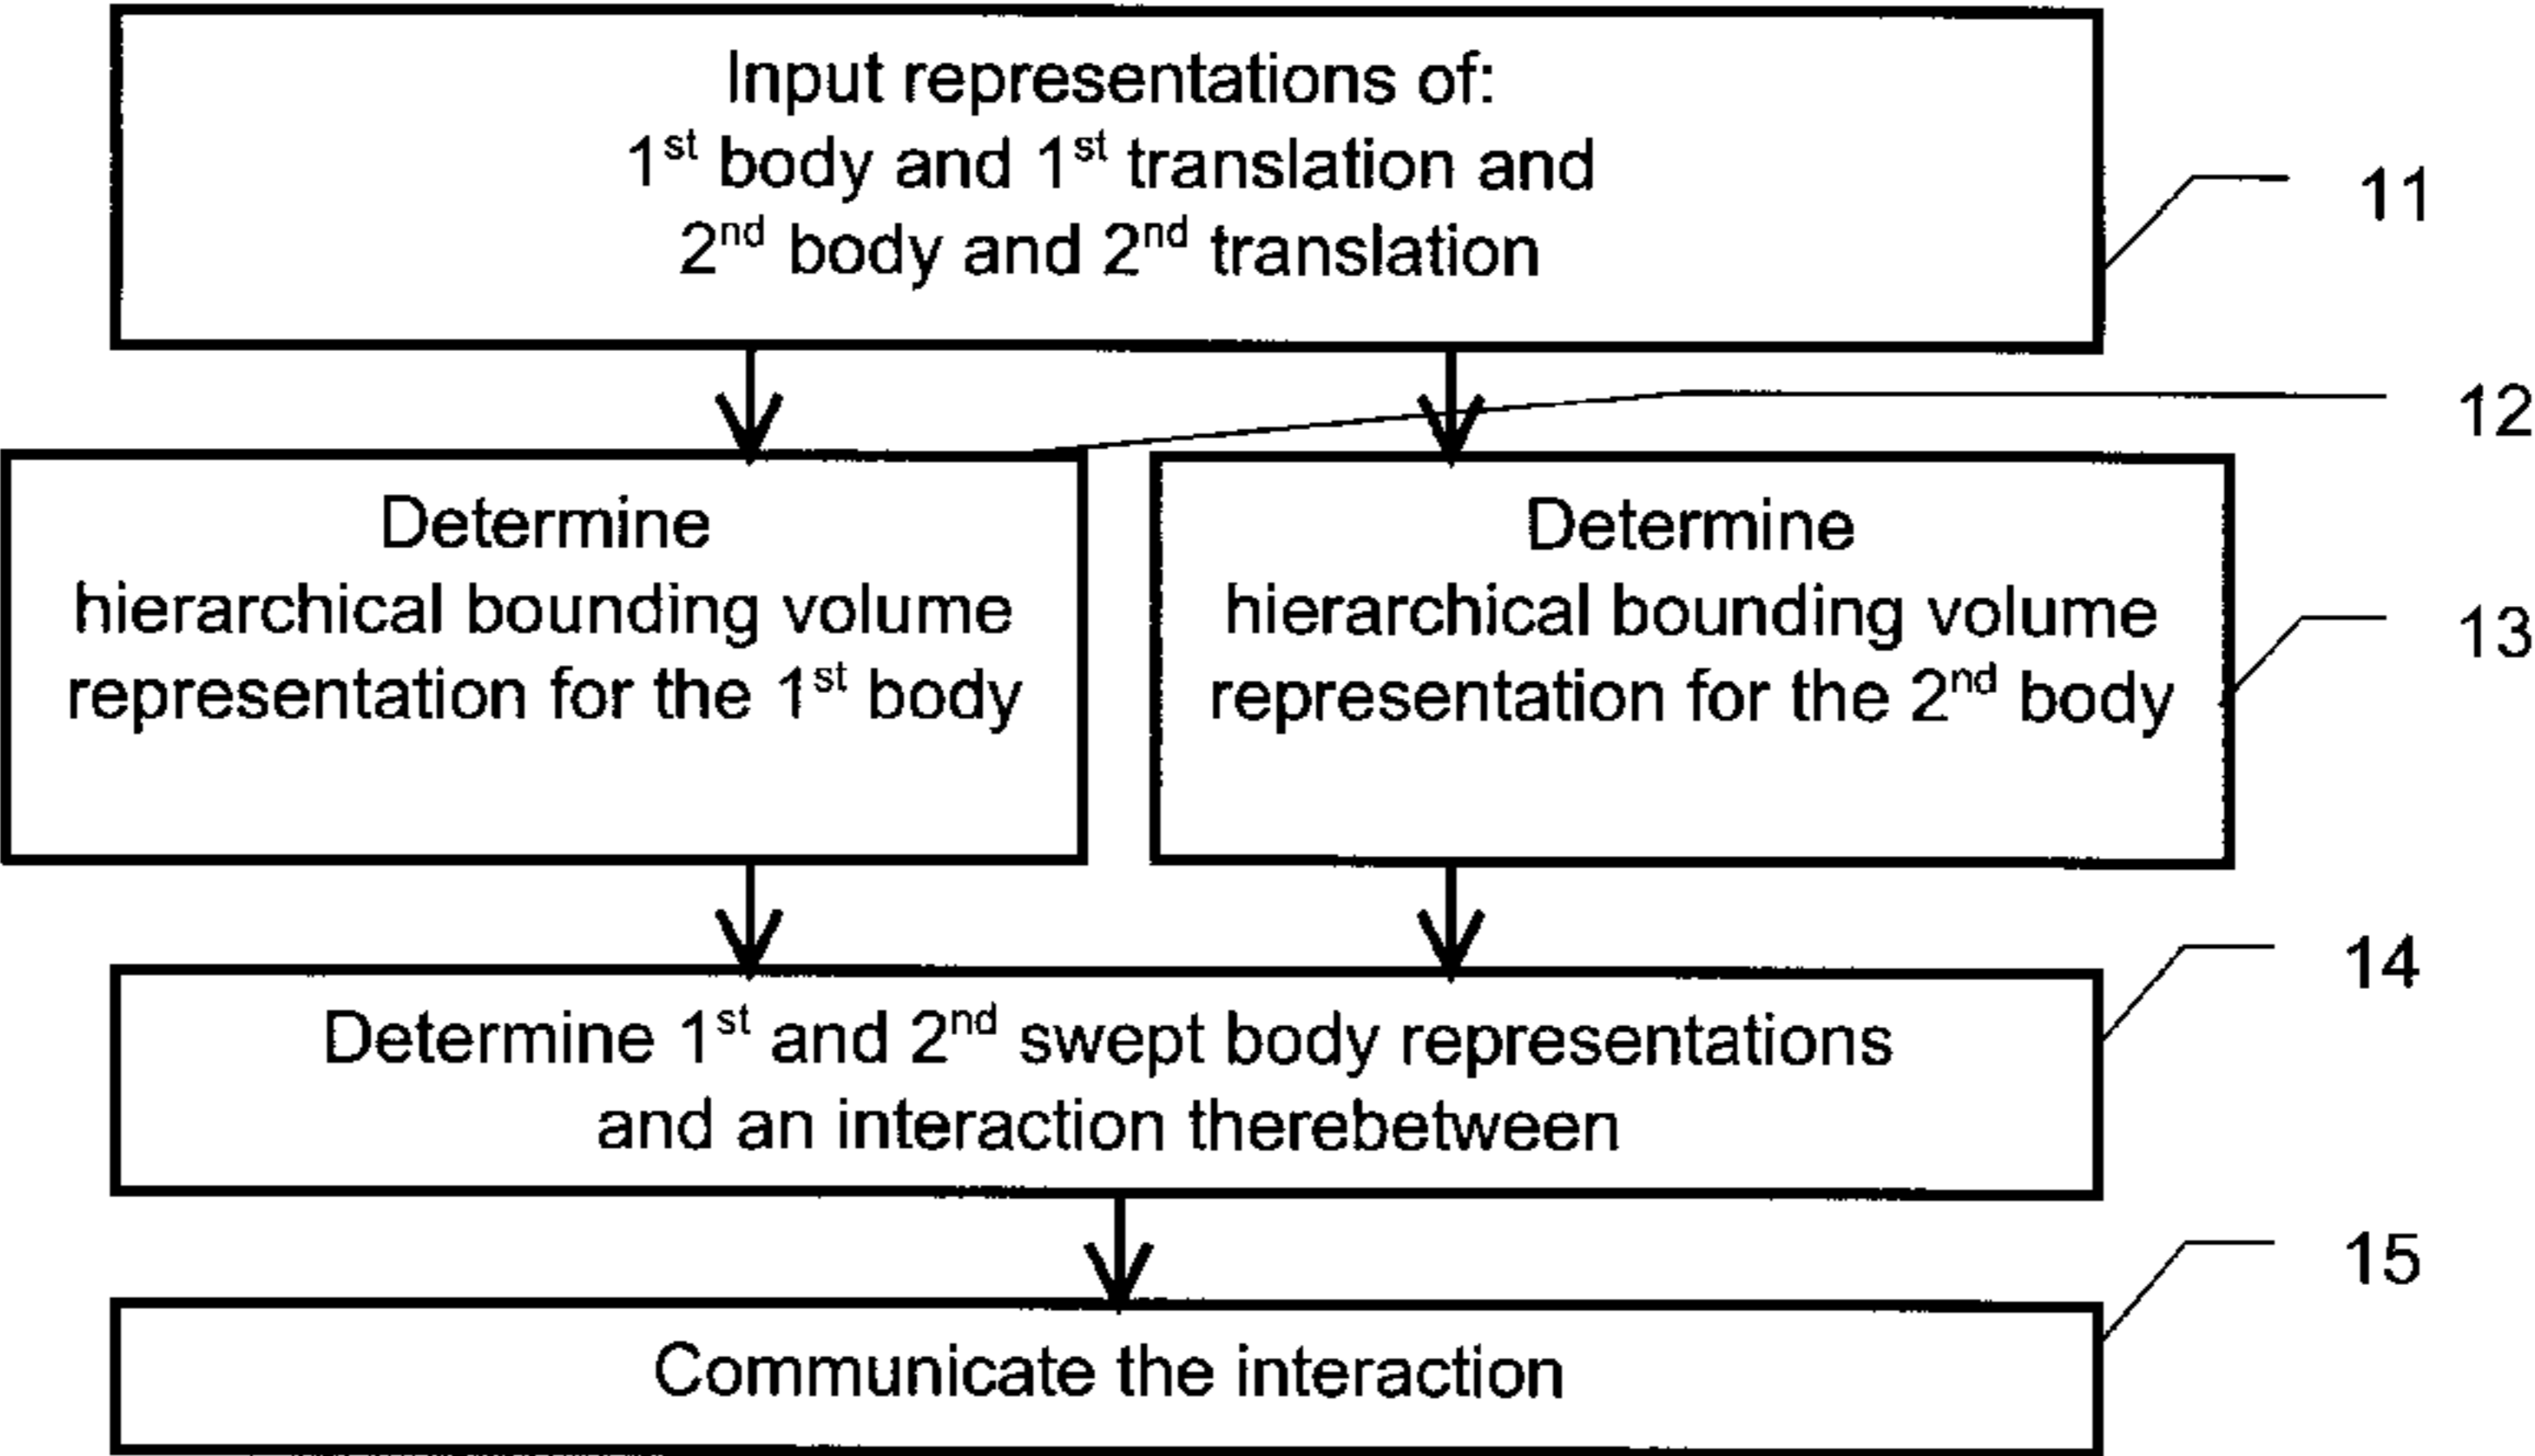 Input representations of:
1st body and 1st translation and
2nd body and 2nd translation
11
12
Determine
hierarchical bounding volume
representation for the 1st body
Determine
hierarchical bounding volume
representation for the 2nd body
13
Determine 1st and 2nd swept body representations
and an interaction therebetween
14
Communicate the interaction
15